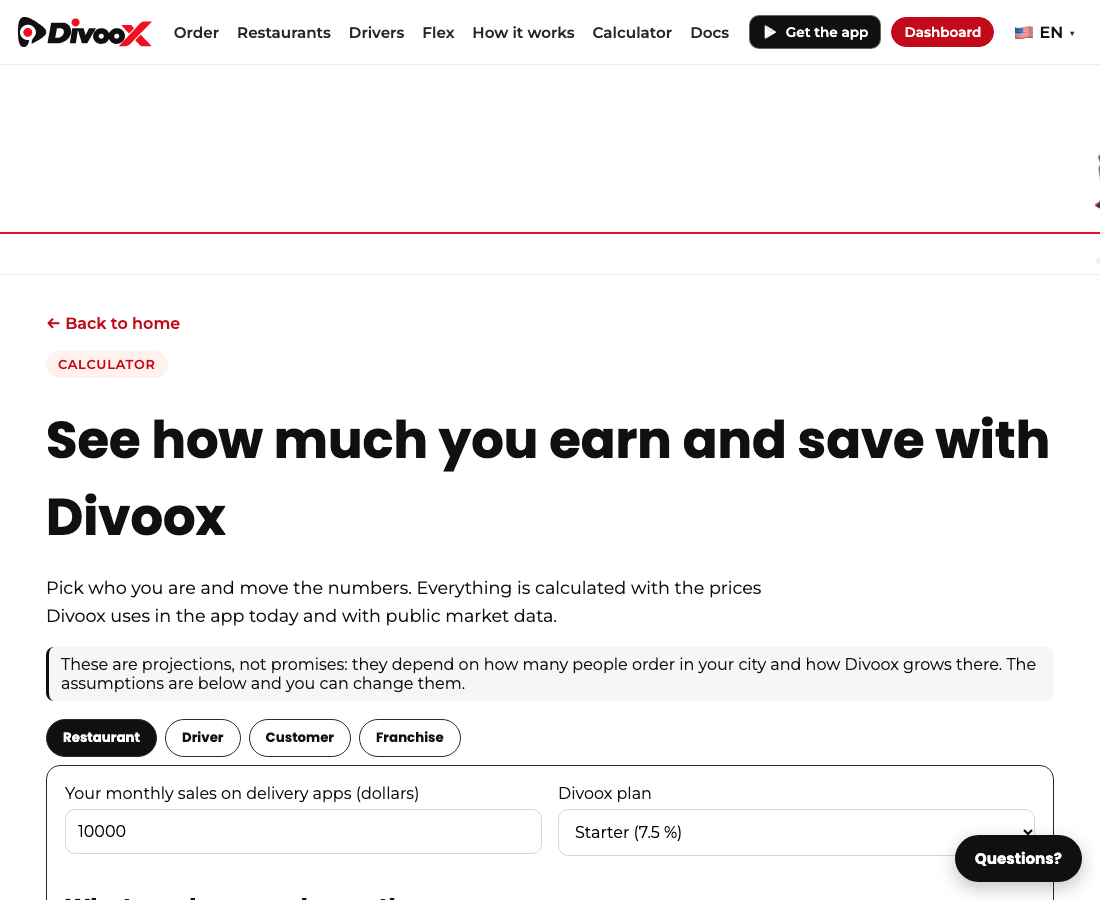 DivooX
Order Restaurants Drivers Flex How it works Calculator Docs Get the app Dashboard EN
← Back to home
CALCULATOR
See how much you earn and save with
Divoox
Pick who you are and move the numbers. Everything is calculated with the prices
Divoox uses in the app today and with public market data.
These are projections, not promises: they depend on how many people order in your city and how Divoox grows there. The
assumptions are below and you can change them.
Restaurant Driver Customer Franchise
Your monthly sales on delivery apps (dollars) Divoox plan
10000 Starter (7.5 %)
Questions?